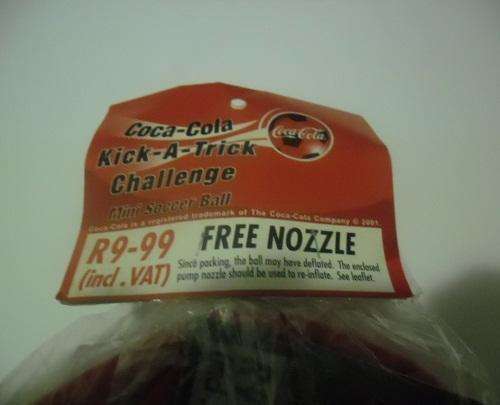 Coca-Cola
Kick-A-Trick
Challenge
Mini Soccer Ball
Coca-Cola
Coca-Cola is a registered trademark of The Coca-Cola Company © 2001.
R9-99
(incl. VAT)
FREE NOZZLE
Since packing, the ball may have deflated. The enclosed
pump nozzle should be used to re-inflate. See leaflet.